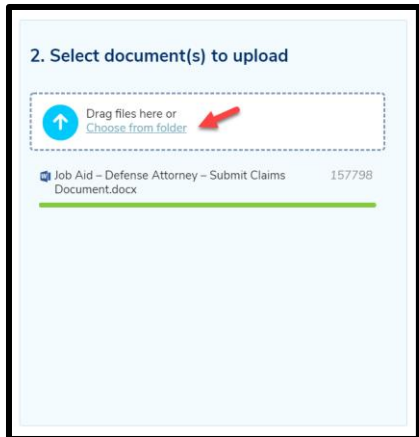 2. Select document(s) to upload
Drag files here or
Choose from folder
Job Aid – Defense Attorney – Submit Claims 157798
Document.docx